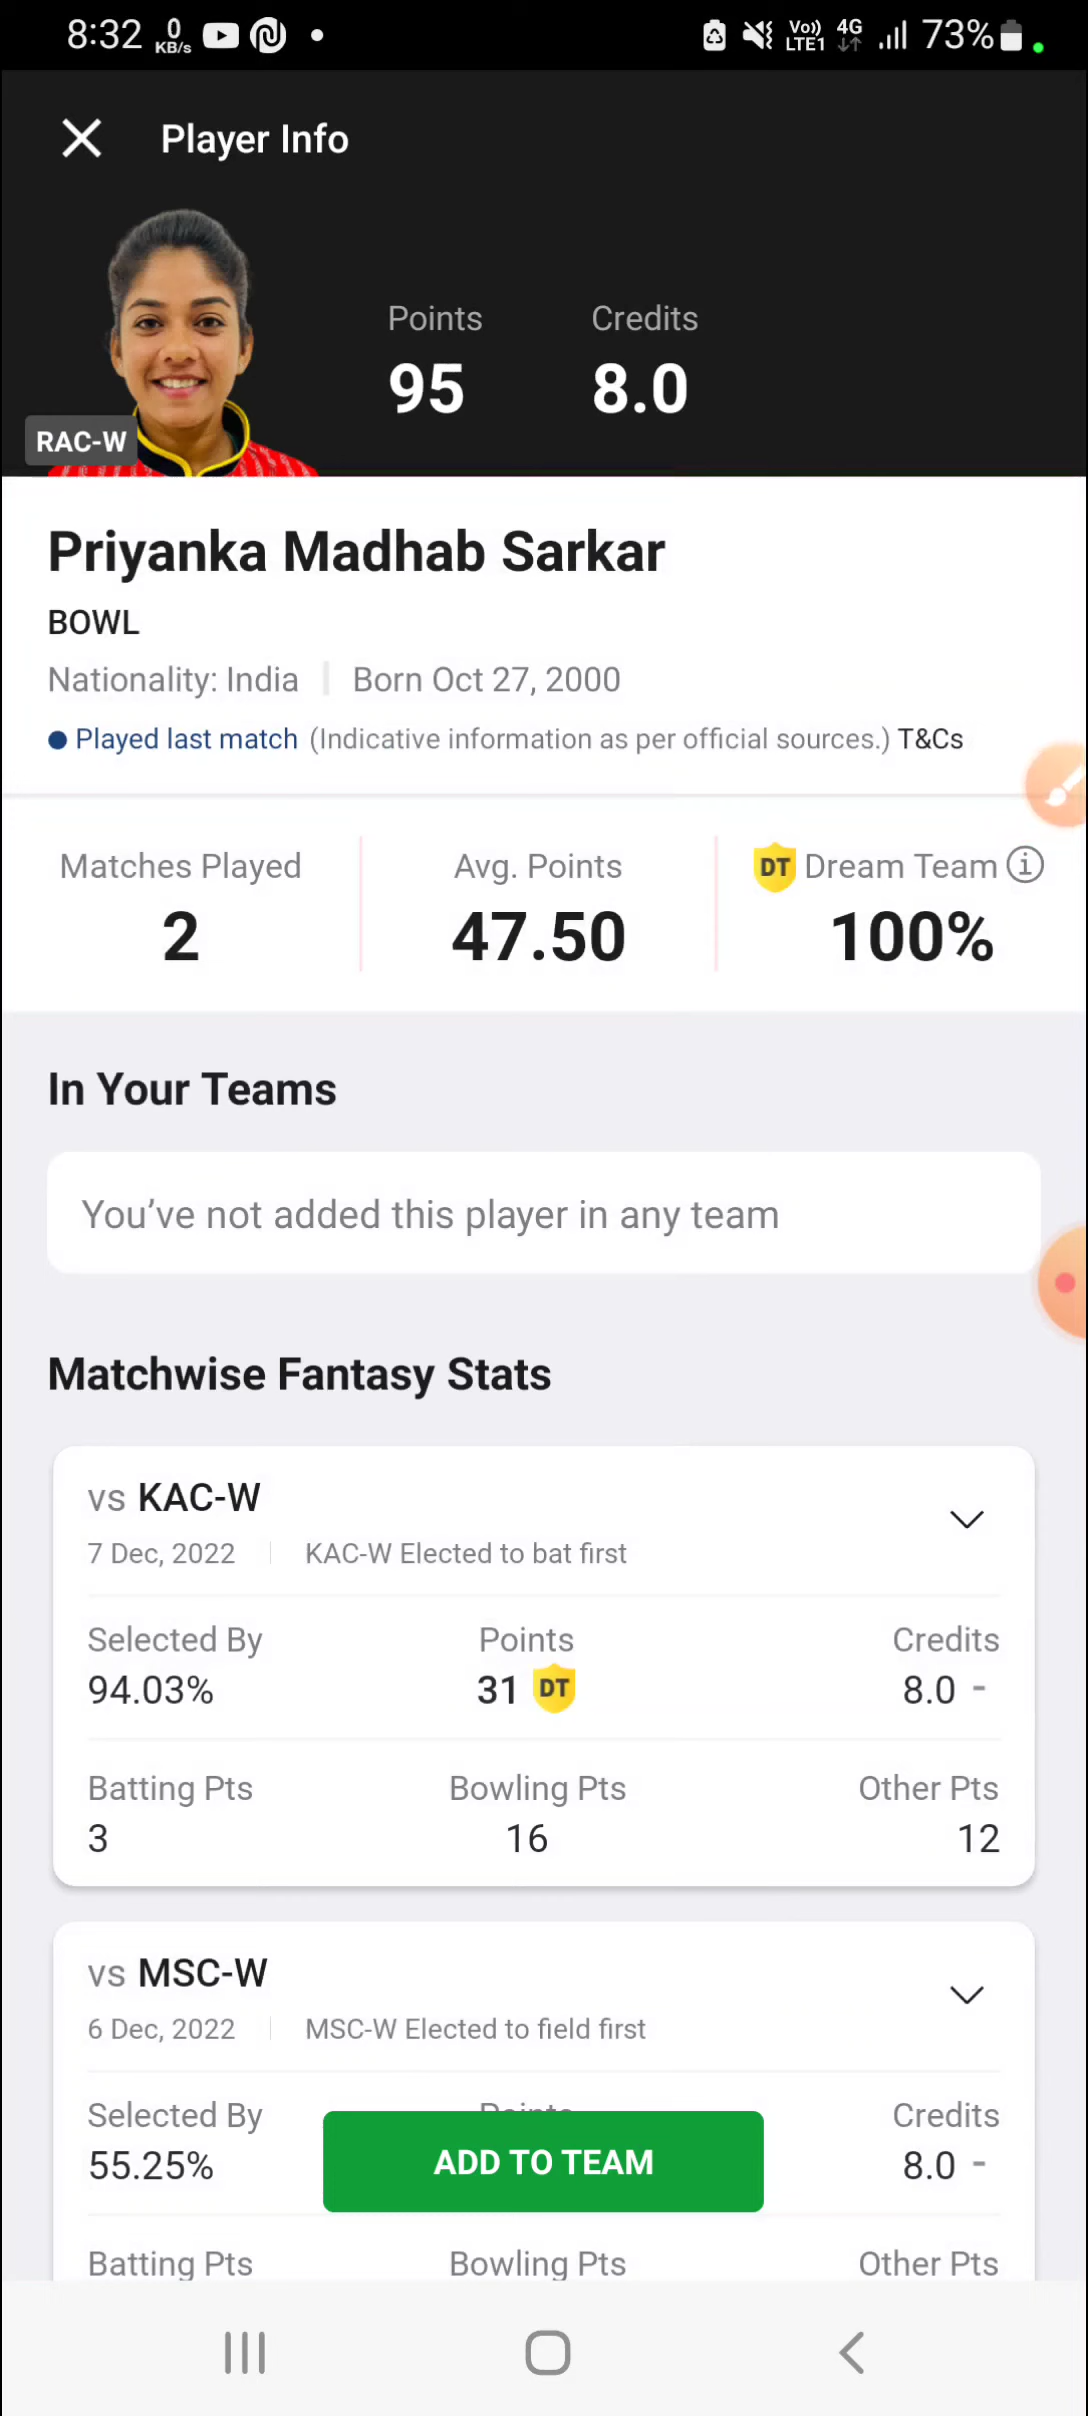 8:32 0 KB/s Vo)) LTE1 4G 73%
Player Info
Points Credits
95 8.0
RAC-W
Priyanka Madhab Sarkar
BOWL
Nationality: India Born Oct 27, 2000
Played last match (Indicative information as per official sources.) T&Cs
Matches Played Avg. Points DT Dream Team i
2 47.50 100%
In Your Teams
You’ve not added this player in any team
Matchwise Fantasy Stats
vs KAC-W
7 Dec, 2022 KAC-W Elected to bat first
Selected By Points Credits
94.03% 31 DT 8.0 -
Batting Pts Bowling Pts Other Pts
3 16 12
vs MSC-W
6 Dec, 2022 MSC-W Elected to field first
Selected By Points Credits
55.25% ADD TO TEAM 8.0 -
Batting Pts Bowling Pts Other Pts